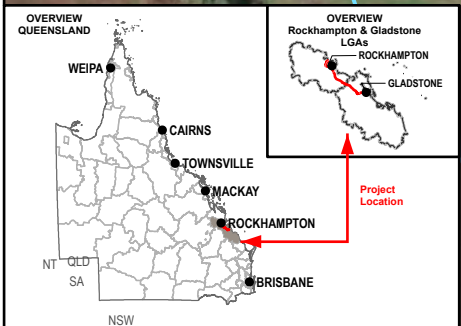 OVERVIEW
QUEENSLAND
WEIPA
CAIRNS
TOWNSVILLE
MACKAY
ROCKHAMPTON
BRISBANE
NT QLD
SA
NSW
OVERVIEW
Rockhampton & Gladstone
LGAs
ROCKHAMPTON
GLADSTONE
Project
Location